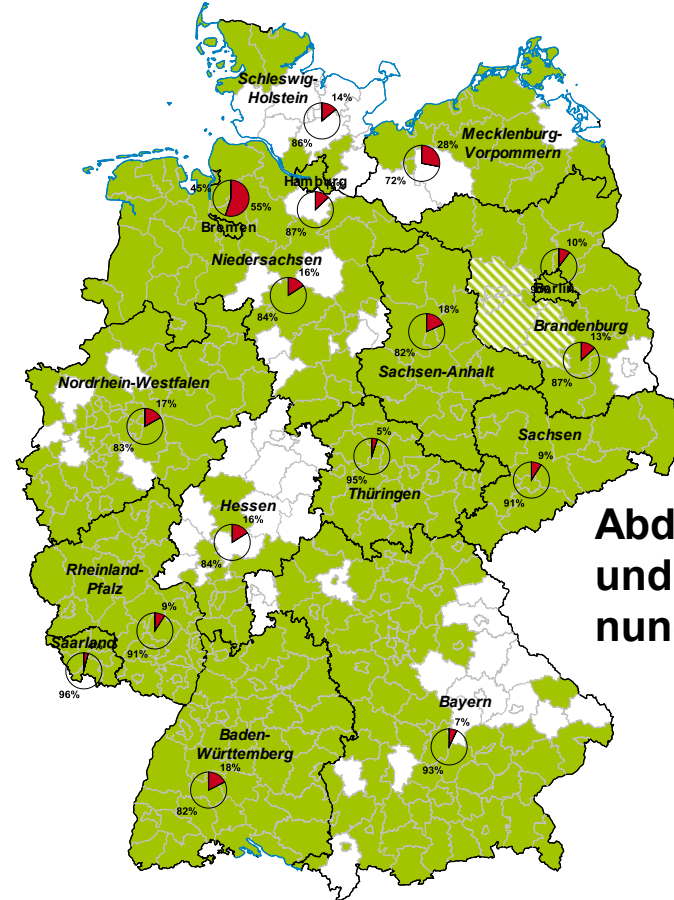 Schleswig-
Holstein
14%
86%
Mecklenburg-
Vorpommern
28%
72%
Hamburg
87%
45%
55%
Bremen
Niedersachsen
16%
84%
10%
Berlin
Brandenburg
13%
87%
18%
82%
Sachsen-Anhalt
Nordrhein-Westfalen
17%
83%
Sachsen
9%
91%
5%
95%
Thüringen
Hessen
16%
84%
Abd
und
nun
Rheinland-
Pfalz
9%
91%
Saarland
96%
Bayern
7%
93%
Baden-
Württemberg
18%
82%